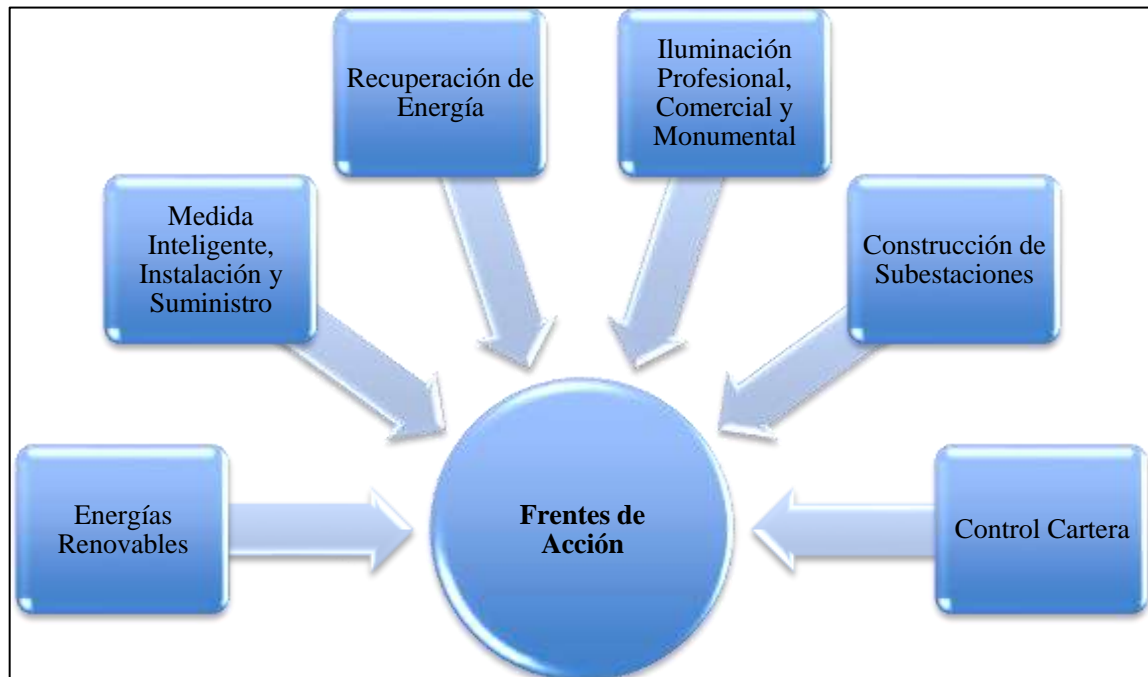 Energías
Renovables
Medida
Inteligente,
Instalación y
Suministro
Recuperación de
Energía
Iluminación
Profesional,
Comercial y
Monumental
Construcción de
Subestaciones
Control Cartera
Frentes de
Acción